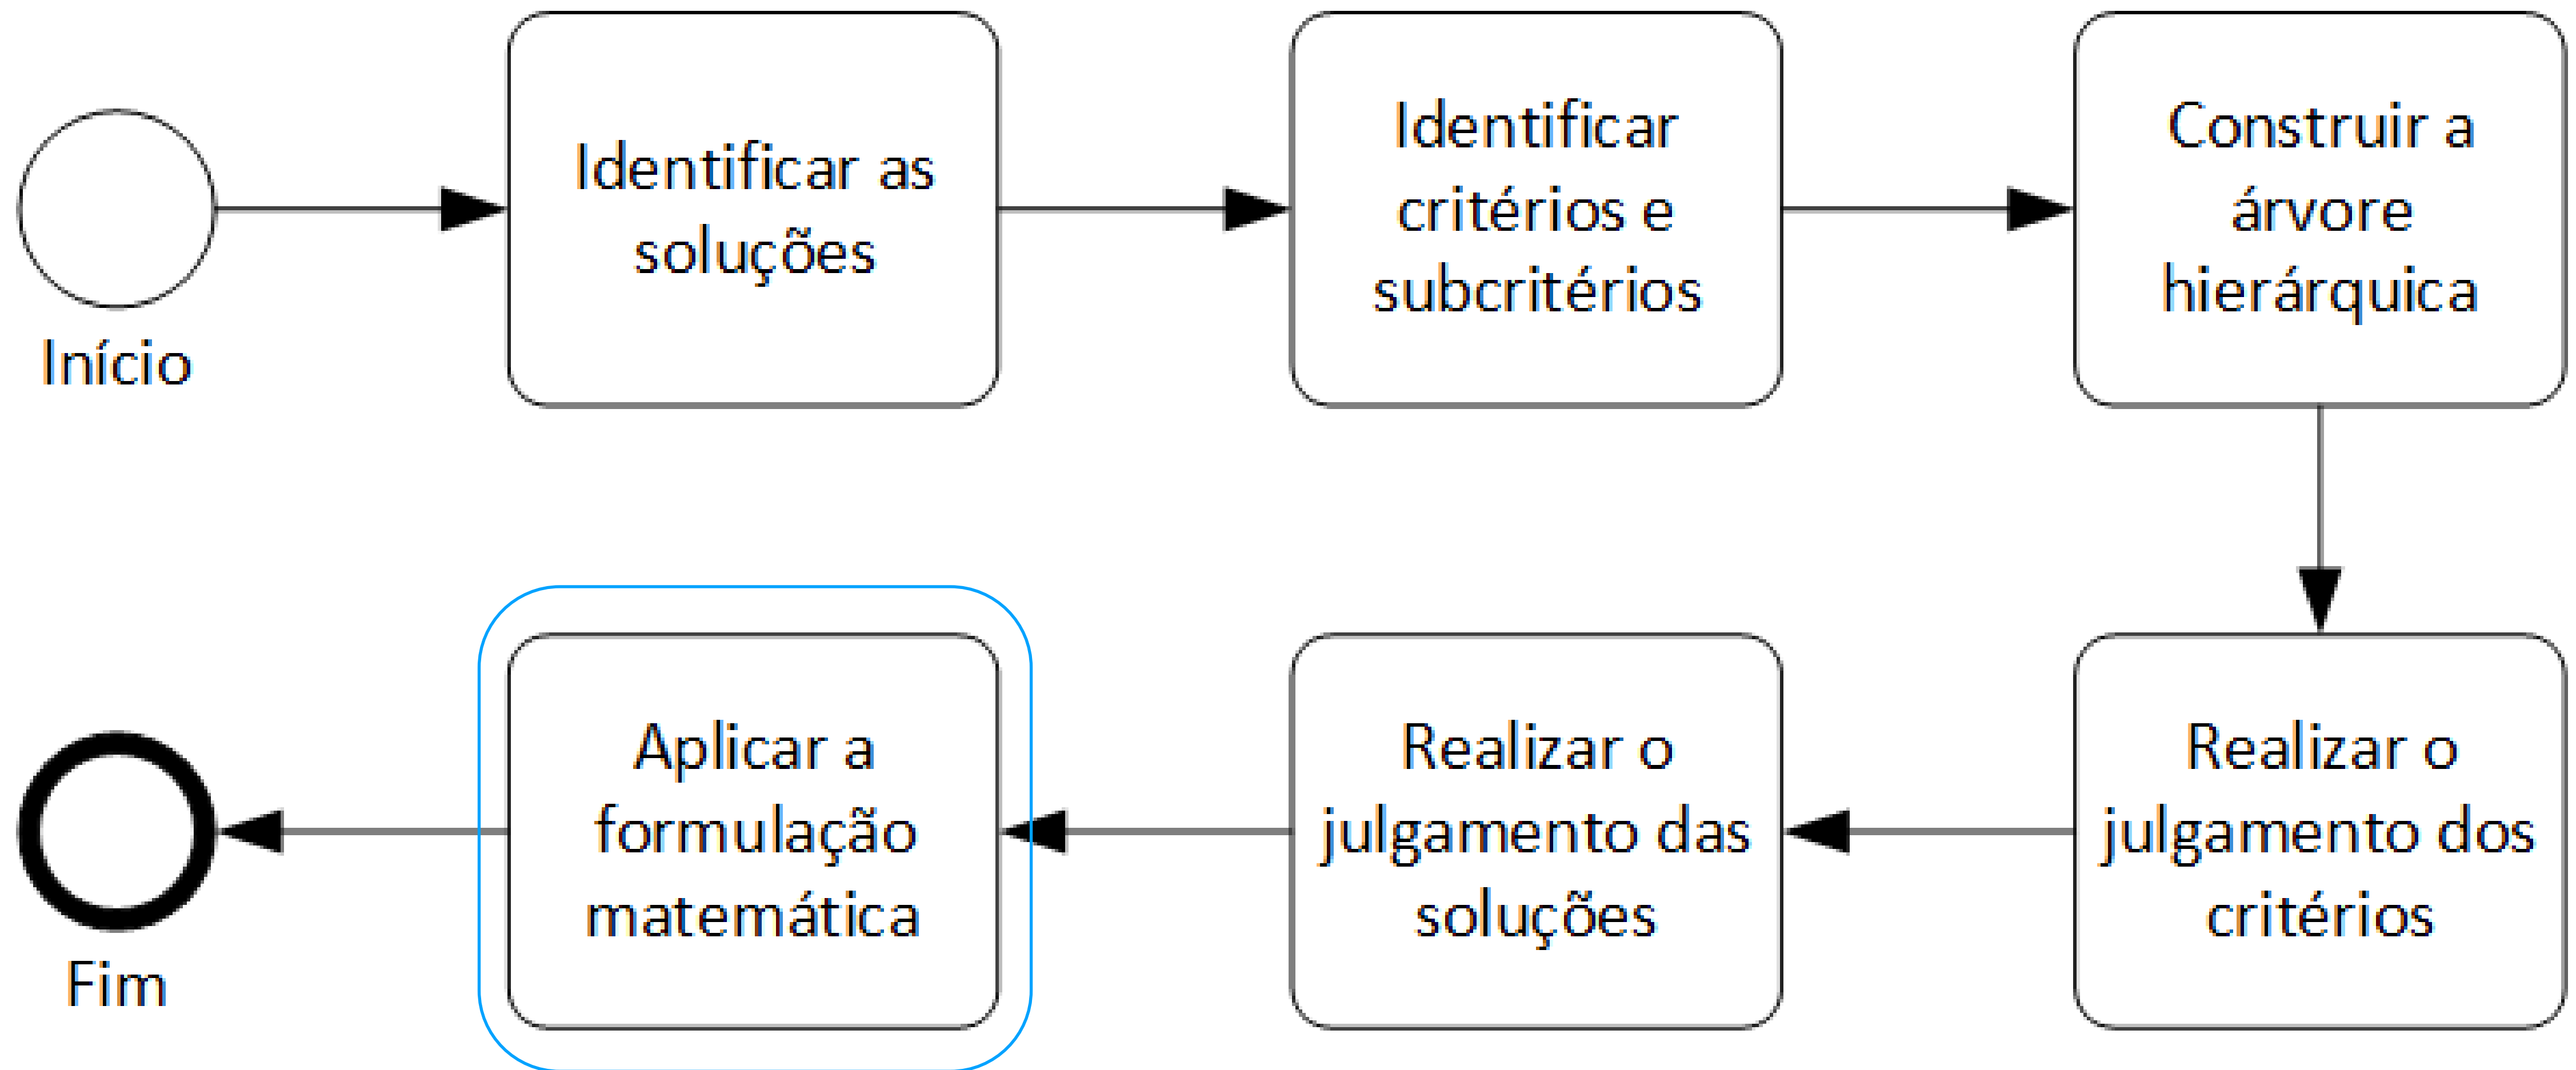 Início
Identificar as
soluções
Identificar
critérios e
subcritérios
Construir a
árvore
hierárquica
Realizar o
julgamento dos
critérios
Realizar o
julgamento das
soluções
Aplicar a
formulação
matemática
Fim